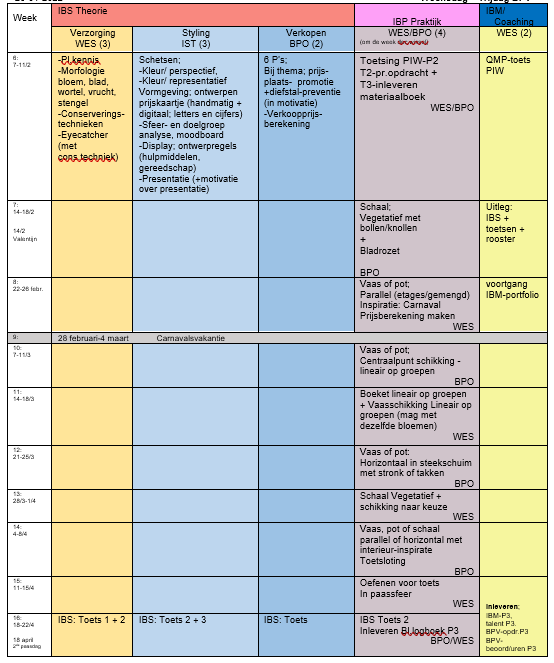 IBS Theorie
IBP Praktijk
IBM/
Coaching
Week
Verzorging
WES (3)
Styling
IST (3)
Verkopen
BPO (2)
WES/BPO (4)
(om de week
WES (2)
6:
7-11/2
-Pl.kennis
-Morfologie
bloem, blad,
wortel, vrucht,
stengel
-Conserverings-
technieken
-Eyecatcher
(met
cons.techniek)
Schetsen;
-Kleur/ perspectief,
-Kleur/ representatief
Vormgeving; ontwerpen
prijskaartje (handmatig +
digitaal; letters en cijfers)
-Sfeer- en doelgroep
analyse, moodboard
-Display; ontwerpregels
(hulpmiddelen,
gereedschap)
-Presentatie (+motivatie
over presentatie)
6 P's;
Bij thema; prijs-
plaats- promotie
+diefstal-preventie
(in motivatie)
-Verkoopprijs-
berekening
Toetsing PIW-P2
T2-pr.opdracht +
T3-inleveren
materiaalboek
WES/BPO
QMP-toets
PIW
7:
14-18/2
14/2
Valentijn
Schaal;
Vegetatief met
bollen/knollen
+
Bladrozet
BPO
Uitleg:
IBS +
toetsen +
rooster
8:
22-26 febr.
Vaas of pot;
Parallel (etages/gemengd)
Inspiratie: Carnaval
Prijsberekening maken
WES
voortgang
IBM-portfolio
9:
28 februari-4 maart
Carnavalsvakantie
10:
7-11/3
Vaas of pot;
Centraalpunt schikking -
lineair op groepen
BPO
11:
14-18/3
Boeket lineair op groepen
+ Vaasschikking Lineair op
groepen (mag met
dezelfde bloemen)
WES
12:
21-25/3
Vaas of pot:
Horizontaal in steekschuim
met stronk of takken
BPO
13:
28/3-1/4
Schaal Vegetatief +
schikking naar keuze
WES
14:
4-8/4
Vaas, pot of schaal
parallel of horizontal met
interieur-inspirate
Toetsloting
BPO
15:
11-15/4
Oefenen voor toets
In paassfeer
WES
16:
18-22/4
18 april
2e paasdag
IBS: Toets 1 + 2
IBS: Toets 2 + 3
IBS: Toets
IBS Toets 2
Inleveren Bl.logboek P3
BPO/WES
Inleveren:
IBM-P3,
talent P3.
BPV-opdr.P3
BPV-
beoord/uren P3